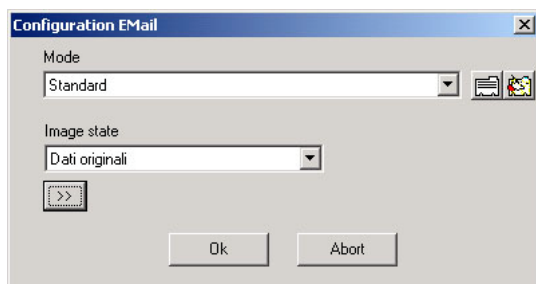 Configuration EMail
Mode
Standard
Image state
Dati originali
>>
Ok Abort